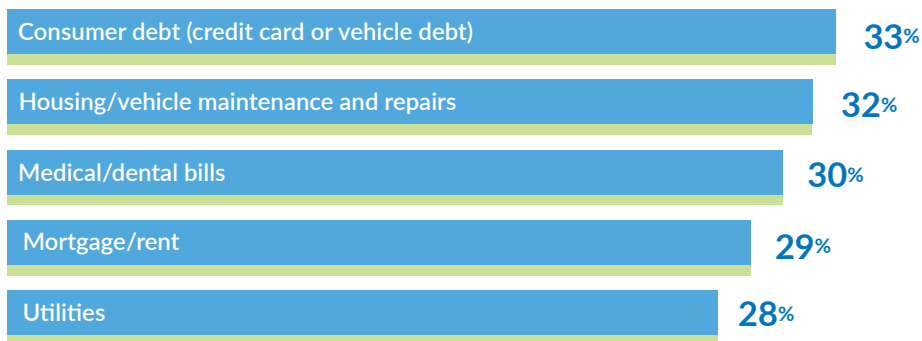 Consumer debt (credit card or vehicle debt) 33%
Housing/vehicle maintenance and repairs 32%
Medical/dental bills 30%
Mortgage/rent 29%
Utilities 28%